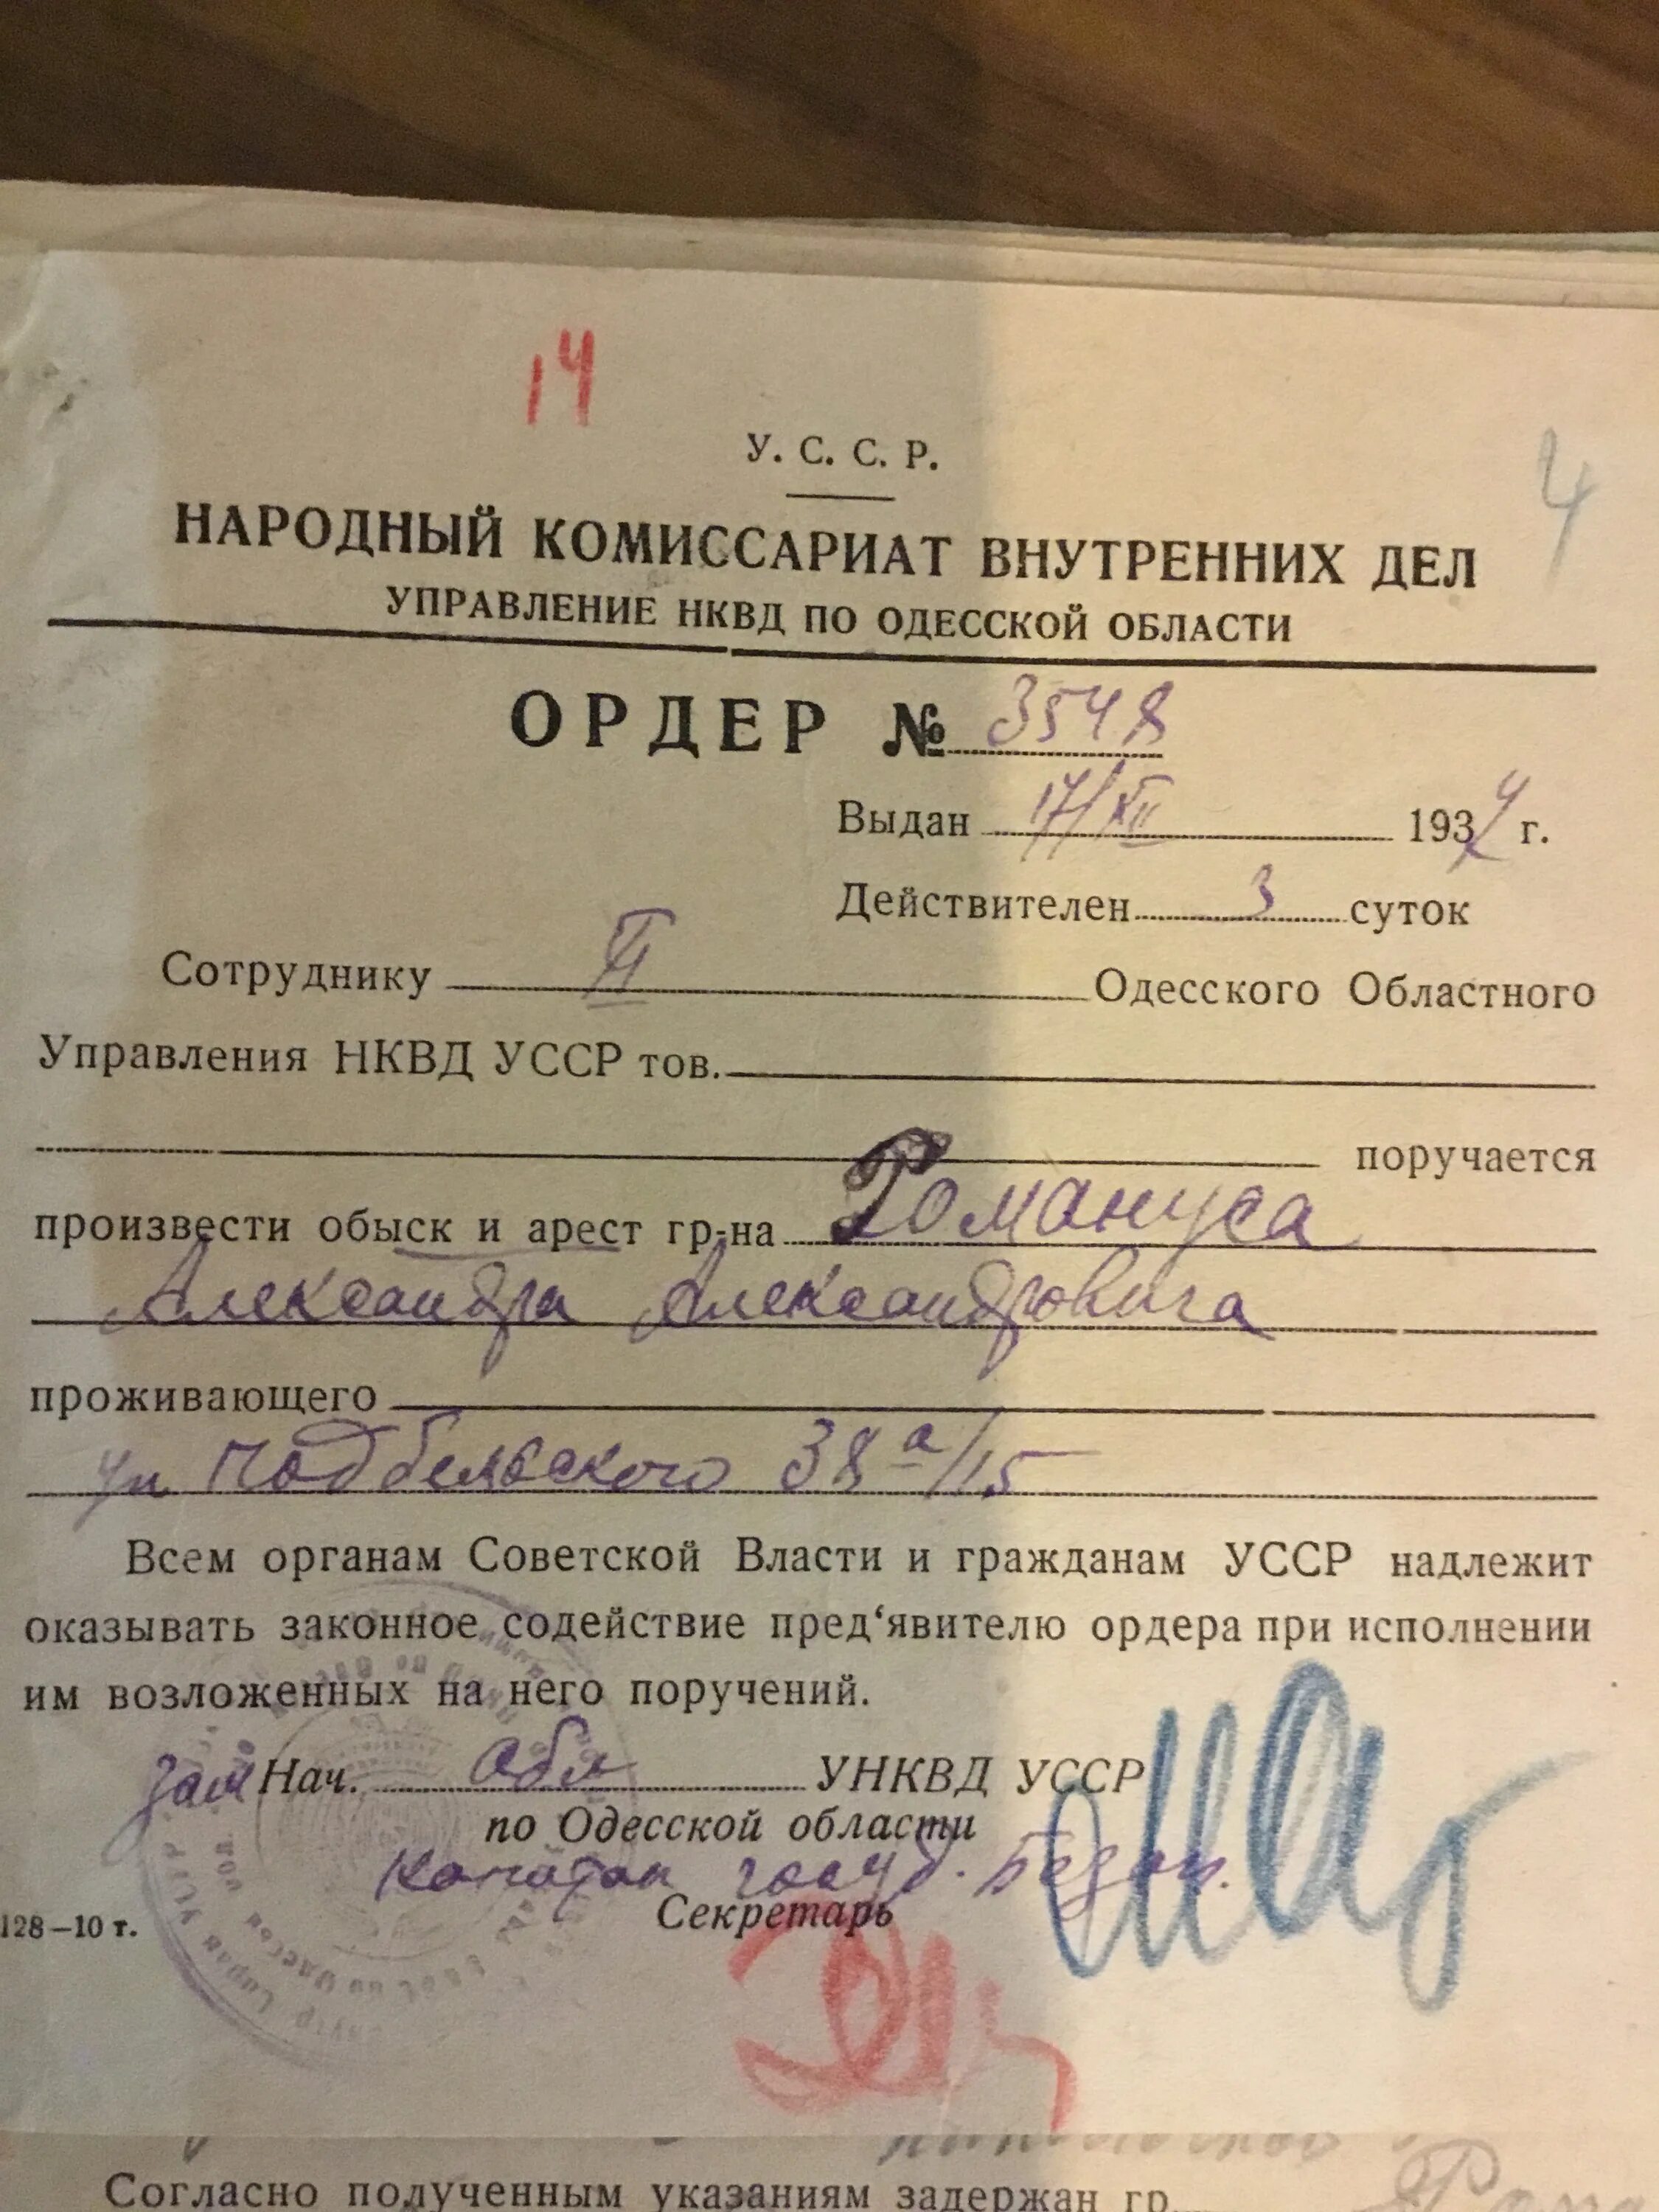 14
У. С. С. Р.
4
НАРОДНЫЙ КОМИССАРИАТ ВНУТРЕННИХ ДЕЛ
УПРАВЛЕНИЕ НКВД ПО ОДЕССКОЙ ОБЛАСТИ
ОРДЕР № 3548
Выдан 17/XII 193 г.
Действителен 3 суток
Сотруднику Одесского Областного
Управления НКВД УССР тов.
поручается
произвести обыск и арест гр-на Романуса
Александра Александровича
проживающего
ул Подбельского 38а/15
Всем органам Советской Власти и гражданам УССР надлежит
оказывать законное содействие пред‘явителю ордера при исполнении
им возложенных на него поручений.
зам Нач. Обл УНКВД УССР
по Одесской области
Капитан госуд. Безоп.
Секретарь
128—10 т.
Согласно полученным указаниям задержан гр.